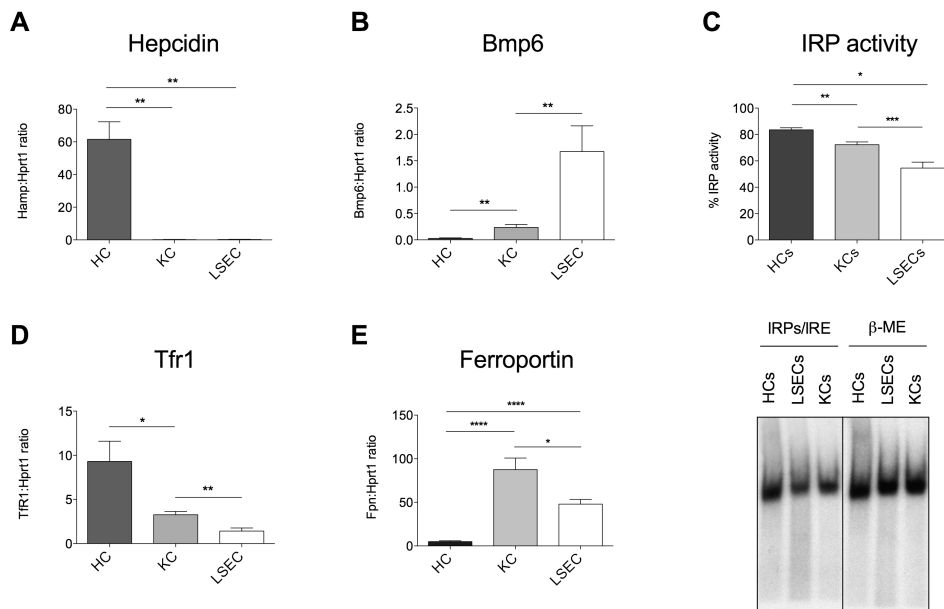 A
Hepcidin
Hamp:Hprt1 ratio
80
60
40
20
0
**
**
HC
KC
LSEC
B
Bmp6
Bmp6:Hprt1 ratio
2.5
2.0
1.5
1.0
0.5
0.0
**
**
HC
KC
LSEC
C
IRP activity
% IRP activity
100
80
60
40
20
0
*
**
***
HCs
KCs
LSECs
D
Tfr1
TfR1:Hprt1 ratio
15
10
5
0
*
**
HC
KC
LSEC
E
Ferroportin
Fpn:Hprt1 ratio
150
100
50
0
****
****
*
HC
KC
LSEC
IRPs/IRE
β-ME
HCs
LSECs
KCs
HCs
LSECs
KCs